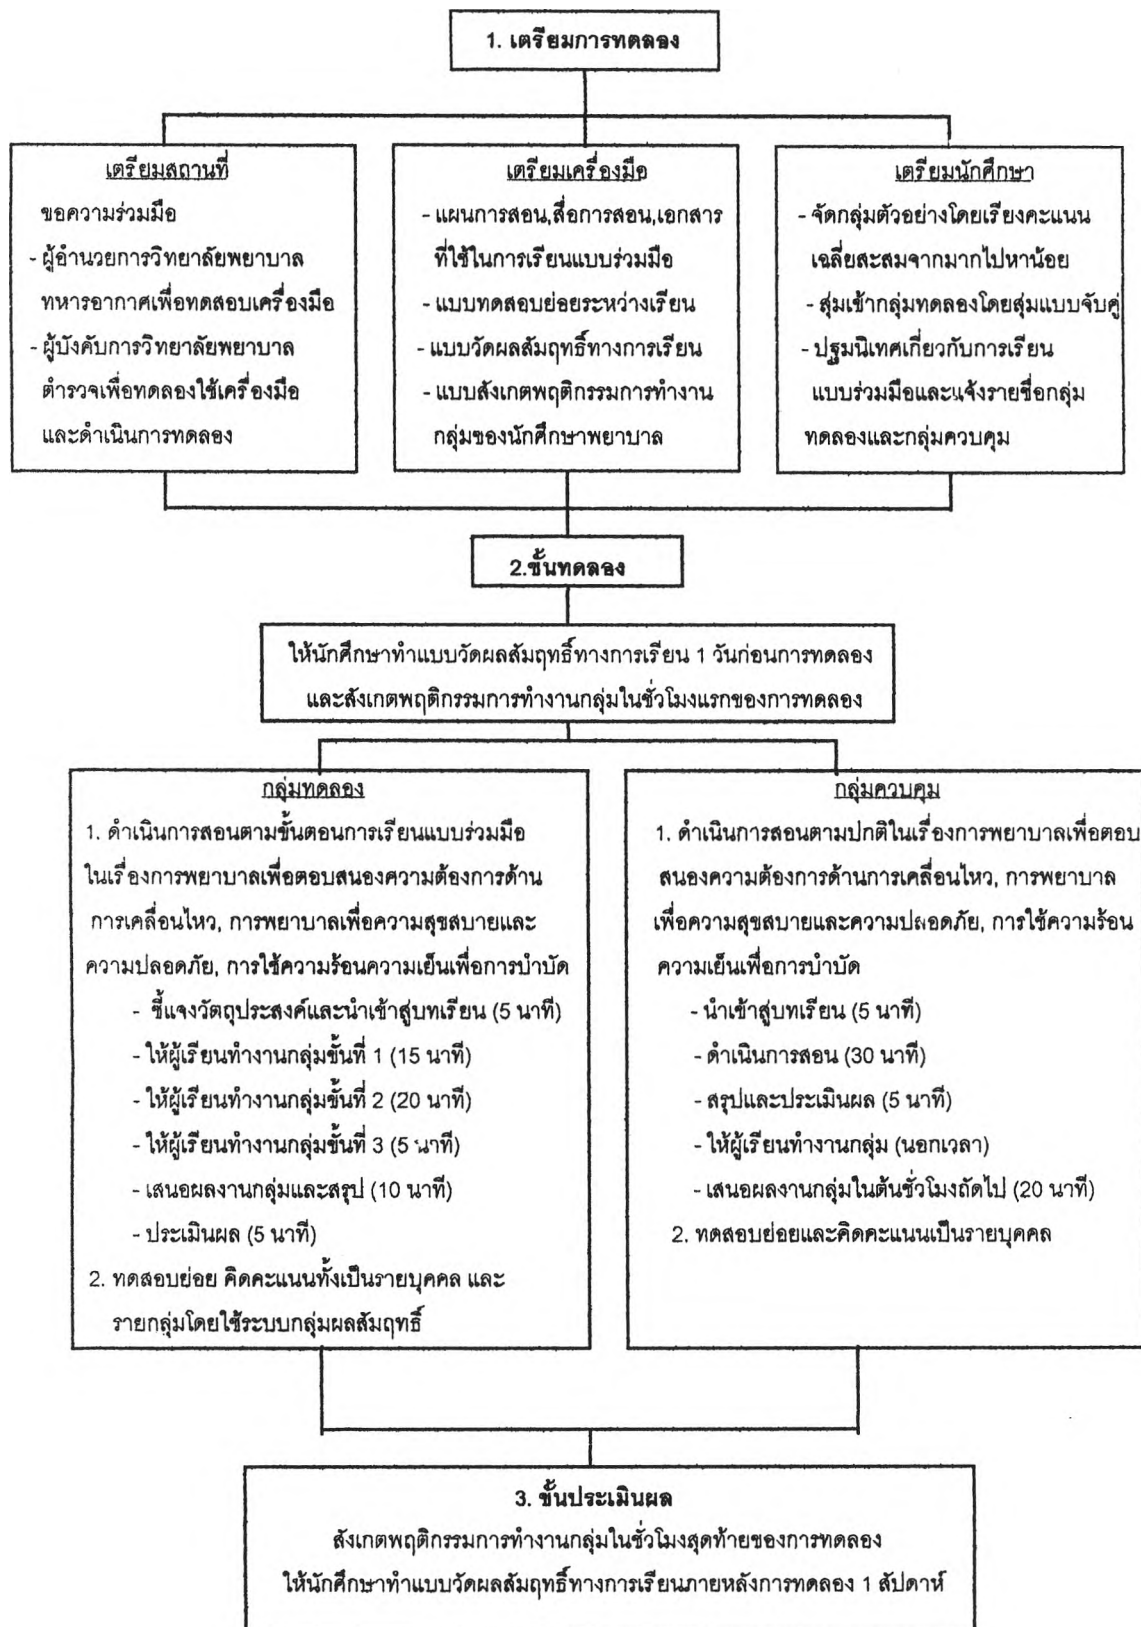 1. เตรียมการทดลอง
เตรียมสถานที่
ขอความร่วมมือ
- ผู้อำนวยการวิทยาลัยพยาบาล
ทหารอากาศเพื่อทดสอบเครื่องมือ
- ผู้บังคับการวิทยาลัยพยาบาล
ตำรวจเพื่อทดลองใช้เครื่องมือ
และดำเนินการทดลอง
เตรียมเครื่องมือ
- แผนการสอน,สื่อการสอน,เอกสาร
ที่ใช้ในการเรียนแบบร่วมมือ
- แบบทดสอบย่อยระหว่างเรียน
- แบบวัดผลสัมฤทธิ์ทางการเรียน
- แบบสังเกตพฤติกรรมการทำงาน
กลุ่มของนักศึกษาพยาบาล
เตรียมนักศึกษา
- จัดกลุ่มตัวอย่างโดยเรียงคะแนน
เฉลี่ยสะสมจากมากไปหาน้อย
- สุ่มเข้ากลุ่มทดลองโดยสุ่มแบบจับคู่
- ปฐมนิเทศเกี่ยวกับการเรียน
แบบร่วมมือและแจ้งรายชื่อกลุ่ม
ทดลองและกลุ่มควบคุม
2.ขั้นทดลอง
ให้นักศึกษาทำแบบวัดผลสัมฤทธิ์ทางการเรียน 1 วันก่อนการทดลอง
และสังเกตพฤติกรรมการทำงานกลุ่มในชั่วโมงแรกของการทดลอง
กลุ่มทดลอง
1. ดำเนินการสอนตามขั้นตอนการเรียนแบบร่วมมือ
ในเรื่องการพยาบาลเพื่อตอบสนองความต้องการด้าน
การเคลื่อนไหว, การพยาบาลเพื่อความสุขสบายและ
ความปลอดภัย, การใช้ความร้อนความเย็นเพื่อการบำบัด
- ชี้แจงวัตถุประสงค์และนำเข้าสู่บทเรียน (5 นาที)
- ให้ผู้เรียนทำงานกลุ่มขั้นที่ 1 (15 นาที)
- ให้ผู้เรียนทำงานกลุ่มขั้นที่ 2 (20 นาที)
- ให้ผู้เรียนทำงานกลุ่มขั้นที่ 3 (5 นาที)
- เสนอผลงานกลุ่มและสรุป (10 นาที)
- ประเมินผล (5 นาที)
2. ทดสอบย่อย คิดคะแนนทั้งเป็นรายบุคคล และ
รายกลุ่มโดยใช้ระบบกลุ่มผลสัมฤทธิ์
กลุ่มควบคุม
1. ดำเนินการสอนตามปกติในเรื่องการพยาบาลเพื่อตอบ
สนองความต้องการด้านการเคลื่อนไหว, การพยาบาล
เพื่อความสุขสบายและความปลอดภัย, การใช้ความร้อน
ความเย็นเพื่อการบำบัด
- นำเข้าสู่บทเรียน (5 นาที)
- ดำเนินการสอน (30 นาที)
- สรุปและประเมินผล (5 นาที)
- ให้ผู้เรียนทำงานกลุ่ม (นอกเวลา)
- เสนอผลงานกลุ่มในต้นชั่วโมงถัดไป (20 นาที)
2. ทดสอบย่อยและคิดคะแนนเป็นรายบุคคล
3. ขั้นประเมินผล
สังเกตพฤติกรรมการทำงานกลุ่มในชั่วโมงสุดท้ายของการทดลอง
ให้นักศึกษาทำแบบวัดผลสัมฤทธิ์ทางการเรียนภายหลังการทดลอง 1 สัปดาห์